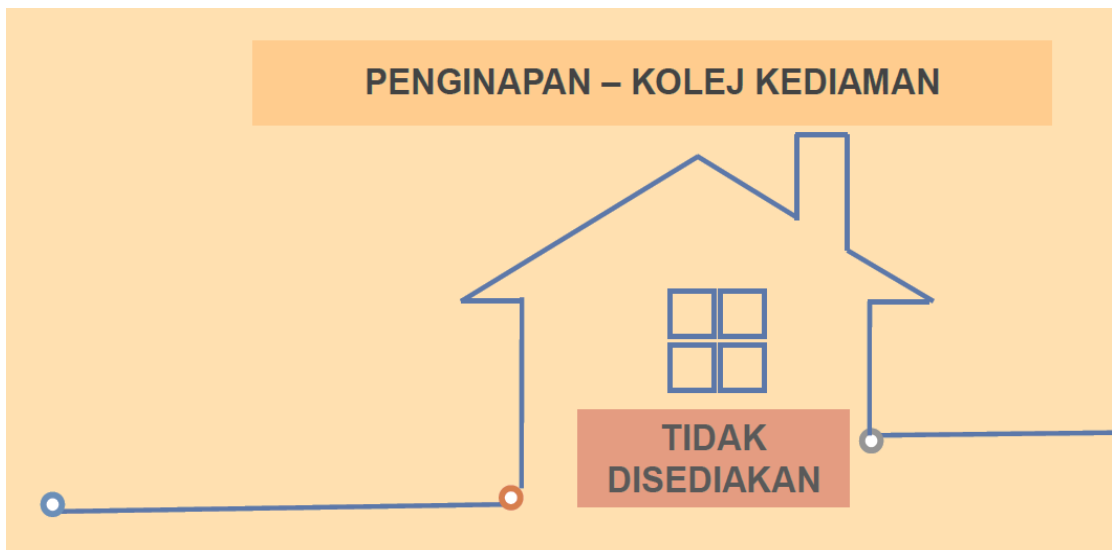 PENGINAPAN – KOLEJ KEDIAMAN
TIDAK
DISEDIAKAN